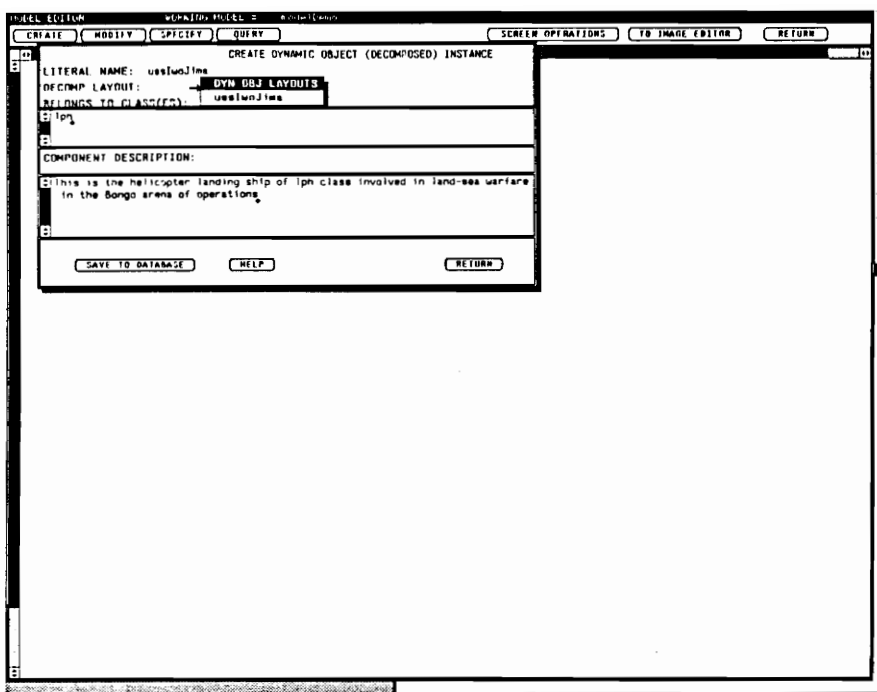 MODEL EDITOR WORKING MODEL = modelDemo
CREATE MODIFY SPECIFY QUERY SCREEN OPERATIONS TO IMAGE EDITOR RETURN
CREATE DYNAMIC OBJECT (DECOMPOSED) INSTANCE
LITERAL NAME: ussIwoJima
DECOMP LAYOUT: → DYN OBJ LAYOUTS
ussIwoJima
BELONGS TO CLASS(ES):
lph
COMPONENT DESCRIPTION:
This is the helicopter landing ship of lph class involved in land-sea warfare
in the Bongo arena of operations
SAVE TO DATABASE HELP RETURN